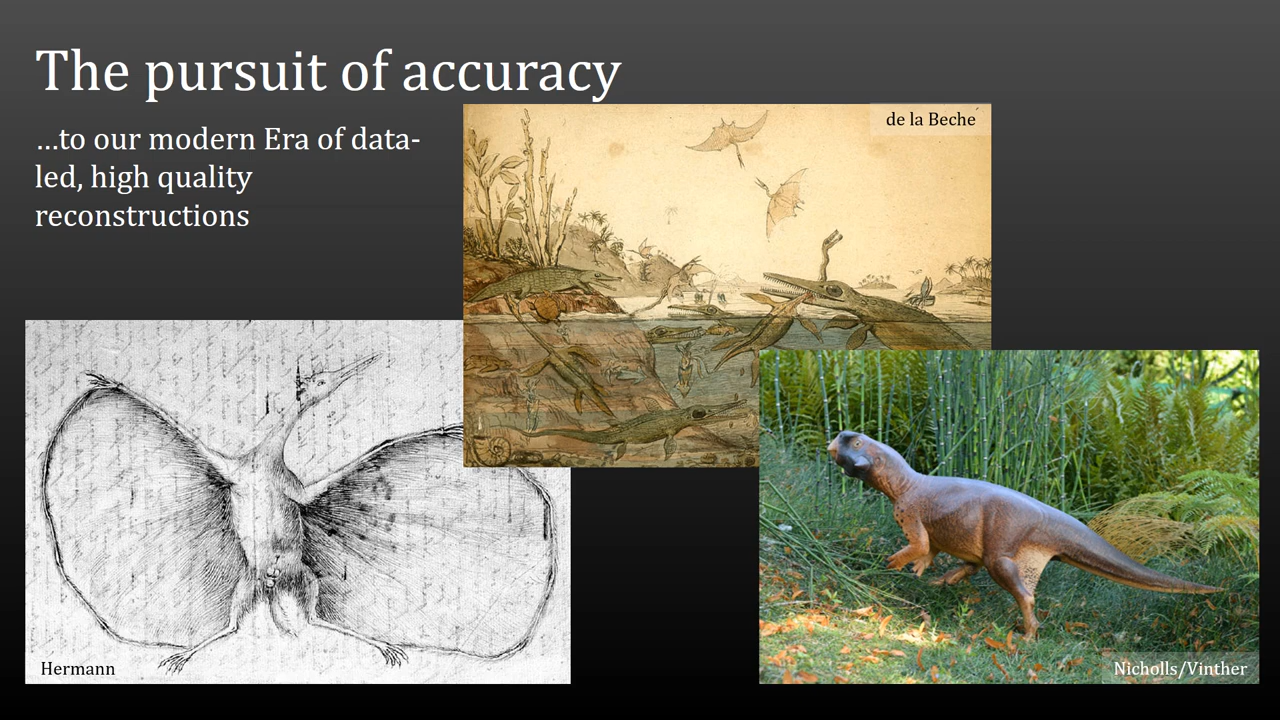 The pursuit of accuracy
…to our modern Era of data-
led, high quality
reconstructions
de la Beche
Hermann
Nicholls/Vinther